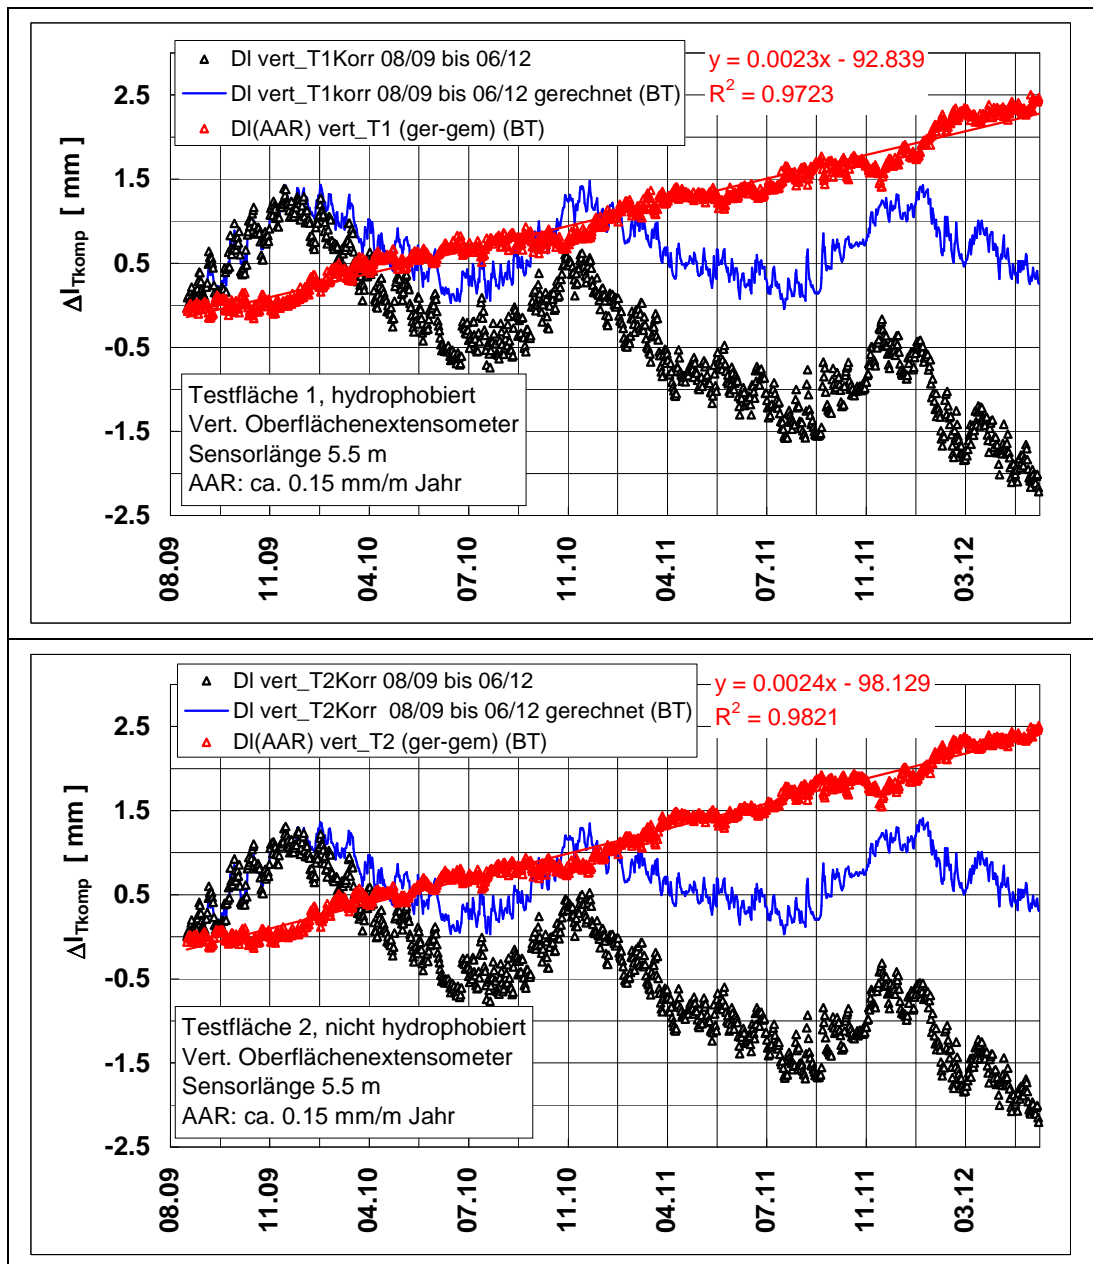 DI vert_T1Korr 08/09 bis 06/12
DI vert_T1korr 08/09 bis 06/12 gerechnet (BT)
DI(AAR) vert_T1 (ger-gem) (BT)
y = 0.0023x - 92.839
R² = 0.9723
ΔlTkomp [ mm ]
2.5
1.5
0.5
-0.5
-1.5
-2.5
Testfläche 1, hydrophobiert
Vert. Oberflächenextensometer
Sensorlänge 5.5 m
AAR: ca. 0.15 mm/m Jahr
08.09
11.09
04.10
07.10
11.10
04.11
07.11
11.11
03.12
DI vert_T2Korr 08/09 bis 06/12
DI vert_T2Korr 08/09 bis 06/12 gerechnet (BT)
DI(AAR) vert_T2 (ger-gem) (BT)
y = 0.0024x - 98.129
R² = 0.9821
ΔlTkomp [ mm ]
2.5
1.5
0.5
-0.5
-1.5
-2.5
Testfläche 2, nicht hydrophobiert
Vert. Oberflächenextensometer
Sensorlänge 5.5 m
AAR: ca. 0.15 mm/m Jahr
08.09
11.09
04.10
07.10
11.10
04.11
07.11
11.11
03.12